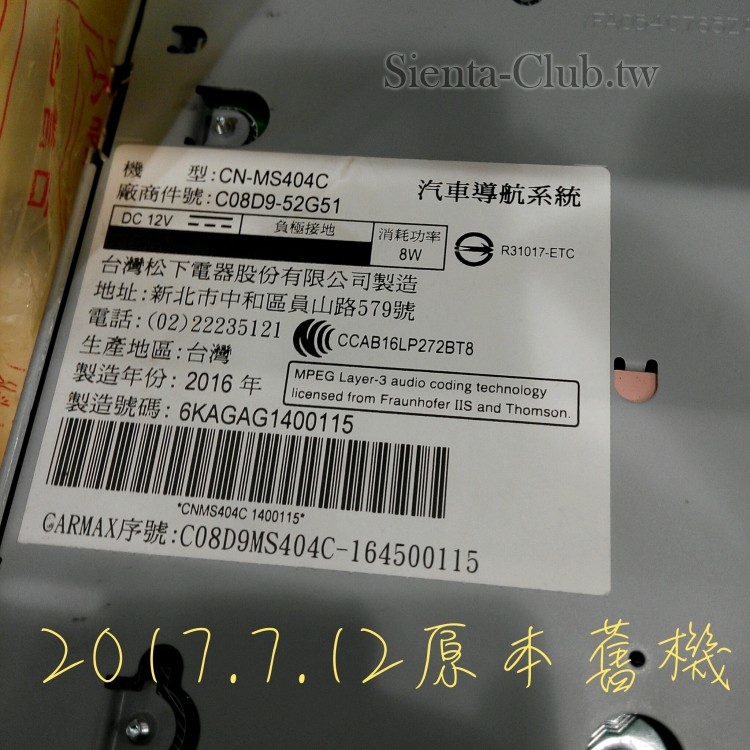 Sienta-Club.tw
機 型:CN-MS404C
汽車導航系統
廠商件號:C08D9-52G51
DC 12V
負極接地
消耗功率
8W
R31017-ETC
台灣松下電器股份有限公司製造
地址:新北市中和區員山路579號
電話:(02)22235121
CCAB16LP272BT8
生產地區:台灣
MPEG Layer-3 audio coding technology
licensed from Fraunhofer IIS and Thomson.
製造年份: 2016 年
製造號碼: 6KAGAG1400115
*CNMS404C 1400115*
CARMAX序號:C08D9MS404C-164500115
2017.7.12原本舊機